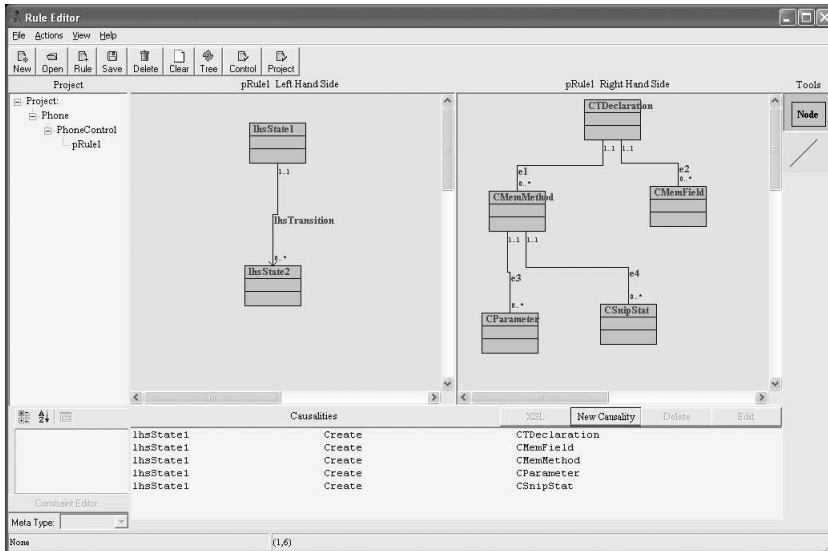 Rule Editor
File Actions View Help
New Open Rule Save Delete Clear Tree Control Project
Project
pRule1 Left Hand Side
pRule1 Right Hand Side
Tools
Project:
Phone
PhoneControl
pRule1
lhsState1
1..1
lhsTransition
0..*
lhsState2
CTDeclaration
1..1 1..1
e1
0..*
e2
0..*
CMemMethod
CMemField
1..1 1..1
e3
0..*
e4
0..*
CParameter
CSnipStat
Node
Causalities
XSL New Causality Delete Edit
lhsState1 Create CTDeclaration
lhsState1 Create CMemField
lhsState1 Create CMemMethod
lhsState1 Create CParameter
lhsState1 Create CSnipStat
Constraint Editor
Meta Type:
None
(1,6)